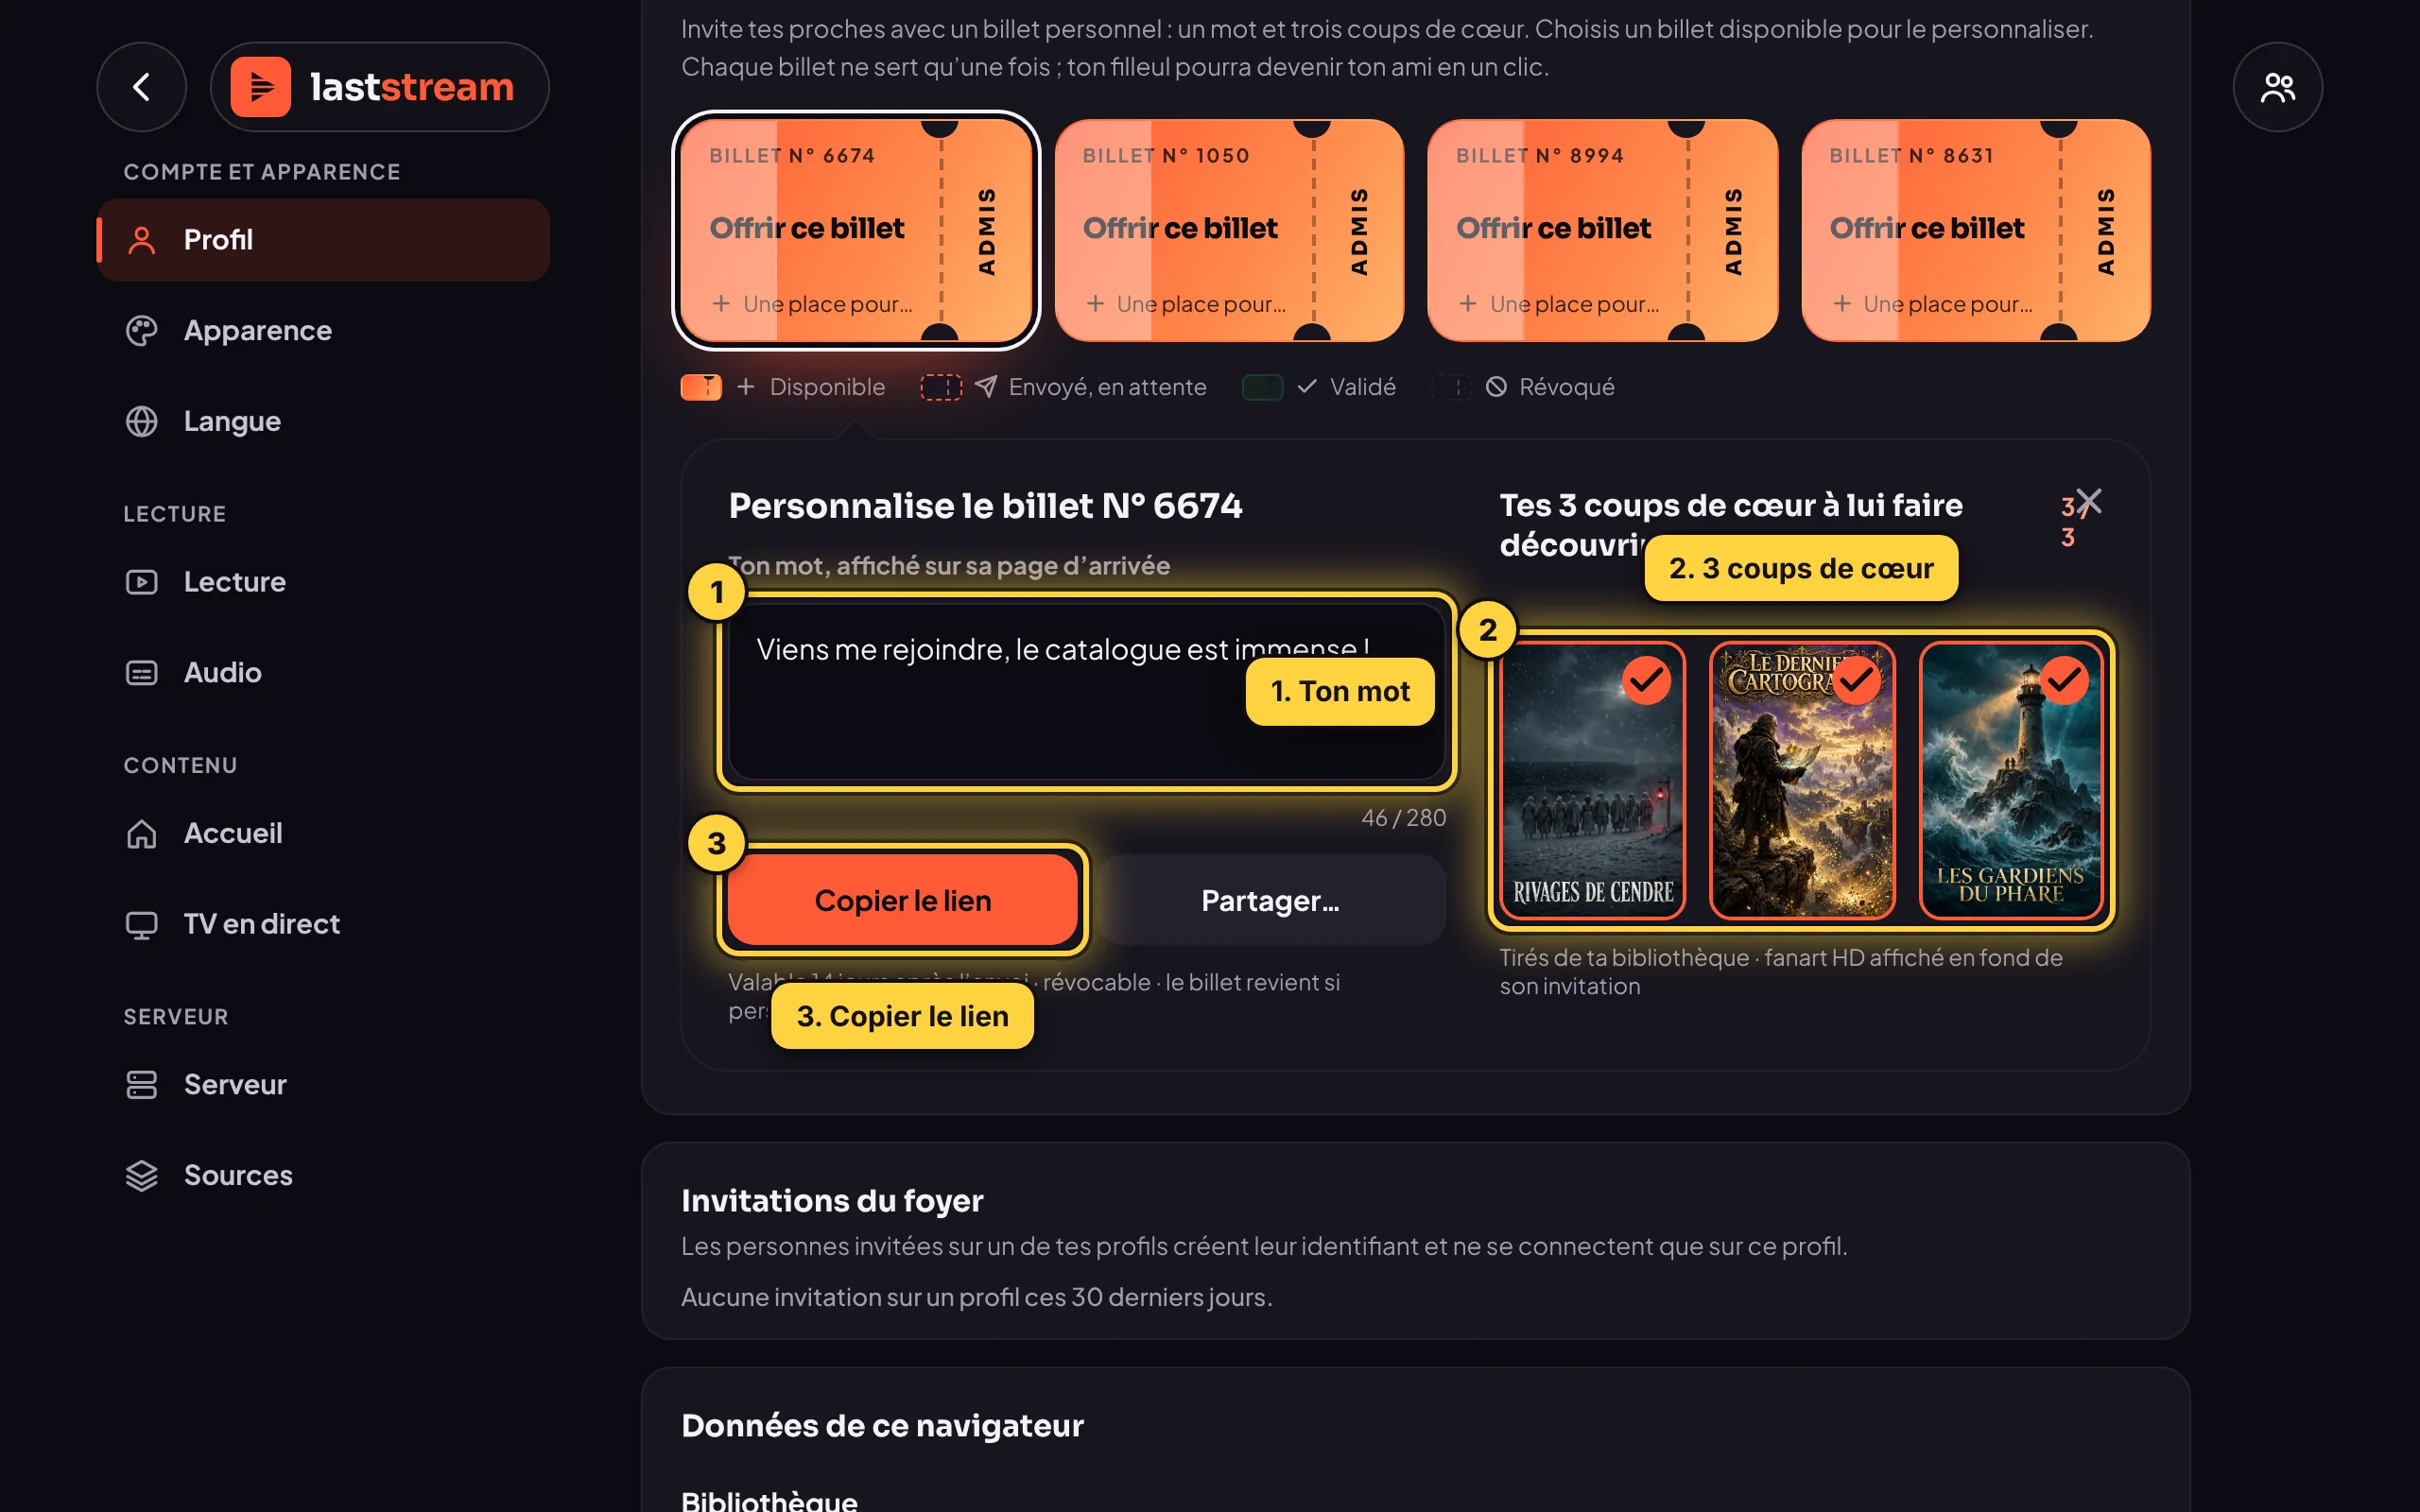 Invite tes proches avec un billet personnel : un mot et trois coups de cœur. Choisis un billet disponible pour le personnaliser.
Chaque billet ne sert qu'une fois ; ton filleul pourra devenir ton ami en un clic.
laststream
COMPTE ET APPARENCE
Profil
Apparence
Langue
LECTURE
Lecture
Audio
CONTENU
Accueil
TV en direct
SERVEUR
Serveur
Sources
BILLET N° 6674
Offrir ce billet
Une place pour...
ADMIS
BILLET N° 1050
Offrir ce billet
Une place pour...
ADMIS
BILLET N° 8994
Offrir ce billet
Une place pour...
ADMIS
BILLET N° 8631
Offrir ce billet
Une place pour...
ADMIS
Disponible
Envoyé, en attente
Validé
Révoqué
Personnalise le billet N° 6674
Ton mot, affiché sur sa page d'arrivée
1
Viens me rejoindre, le catalogue est immense !
1. Ton mot
46 / 280
3
Copier le lien
Partager...
· révocable · le billet revient si
3. Copier le lien
Tes 3 coups de cœur à lui faire
découvrir
3 /
3
2. 3 coups de cœur
2
RIVAGES DE CENDRE
LE DERNIER
LES GARDIENS
DU PHARE
Tirés de ta bibliothèque · fanart HD affiché en fond de
son invitation
Invitations du foyer
Les personnes invitées sur un de tes profils créent leur identifiant et ne se connectent que sur ce profil.
Aucune invitation sur un profil ces 30 derniers jours.
Données de ce navigateur
Bibliothèque